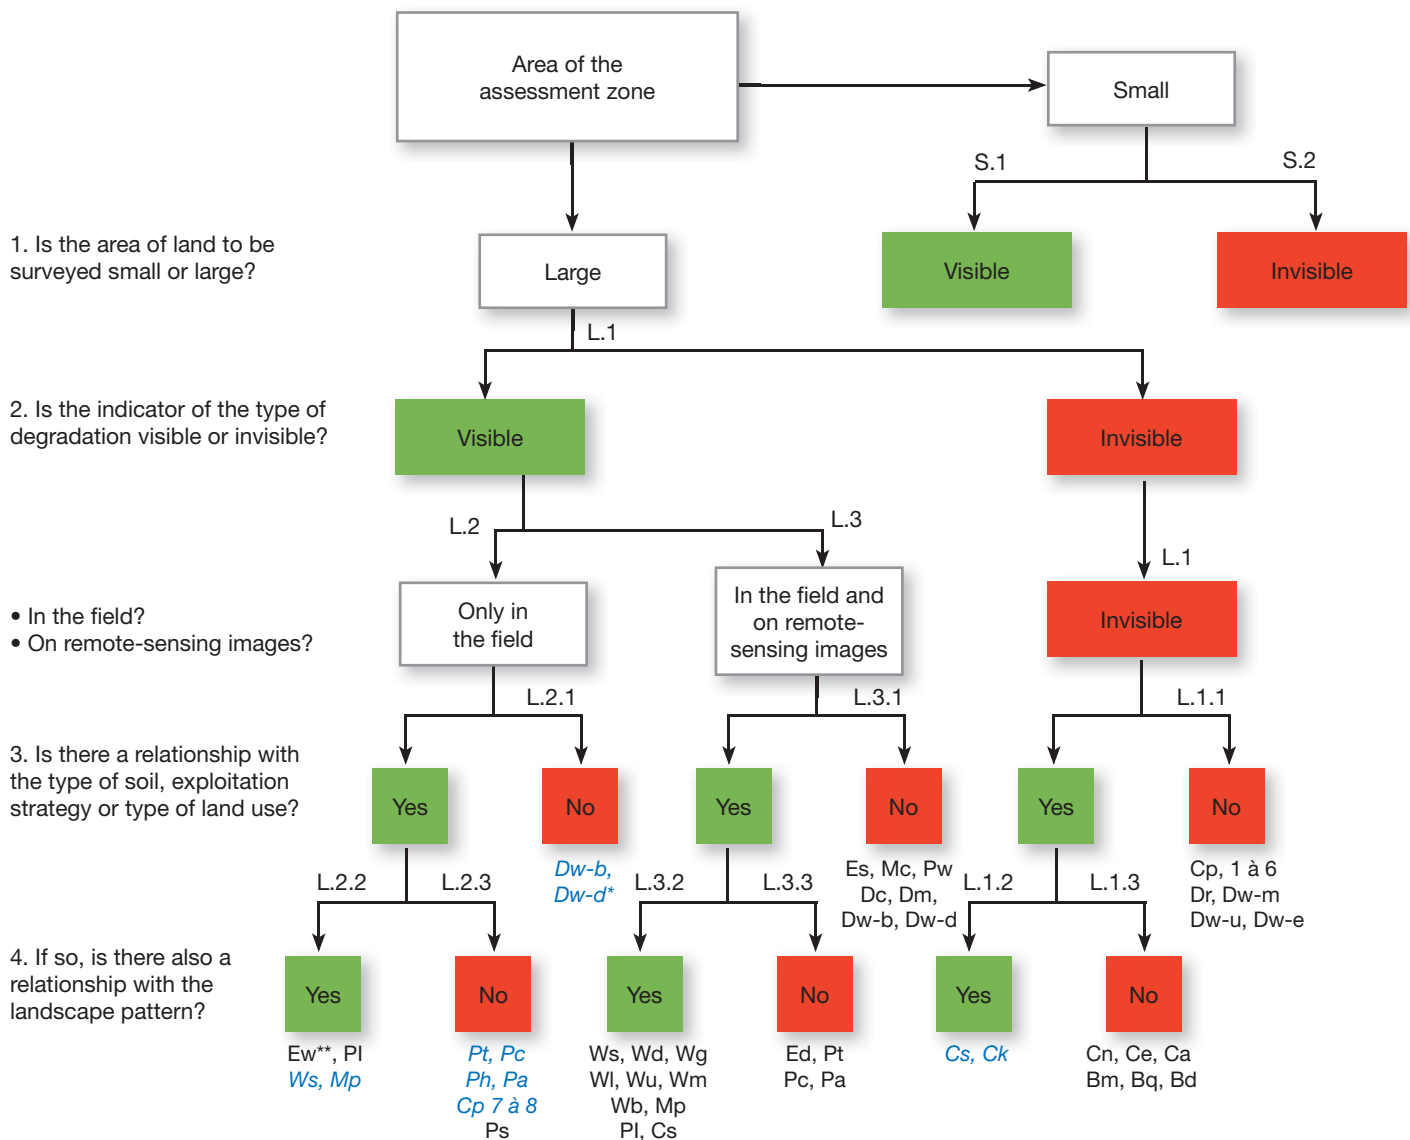 Area of the
assessment zone
Small
S.1
S.2
1. Is the area of land to be
surveyed small or large?
Large
Visible
Invisible
L.1
2. Is the indicator of the type of
degradation visible or invisible?
Visible
Invisible
L.2
L.3
L.1
• In the field?
• On remote-sensing images?
Only in
the field
In the field and
on remote-
sensing images
Invisible
L.2.1
L.3.1
L.1.1
3. Is there a relationship with
the type of soil, exploitation
strategy or type of land use?
Yes
No
Yes
No
Yes
No
Dw-b,
Dw-d*
Es, Mc, Pw
Dc, Dm,
Dw-b, Dw-d
Cp, 1 à 6
Dr, Dw-m
Dw-u, Dw-e
L.2.2
L.2.3
L.3.2
L.3.3
L.1.2
L.1.3
4. If so, is there also a
relationship with the
landscape pattern?
Yes
No
Yes
No
Yes
No
Ew**, Pl
Ws, Mp
Pt, Pc
Ph, Pa
Cp 7 à 8
Ps
Ws, Wd, Wg
Wl, Wu, Wm
Wb, Mp
Pl, Cs
Ed, Pt
Pc, Pa
Cs, Ck
Cn, Ce, Ca
Bm, Bq, Bd